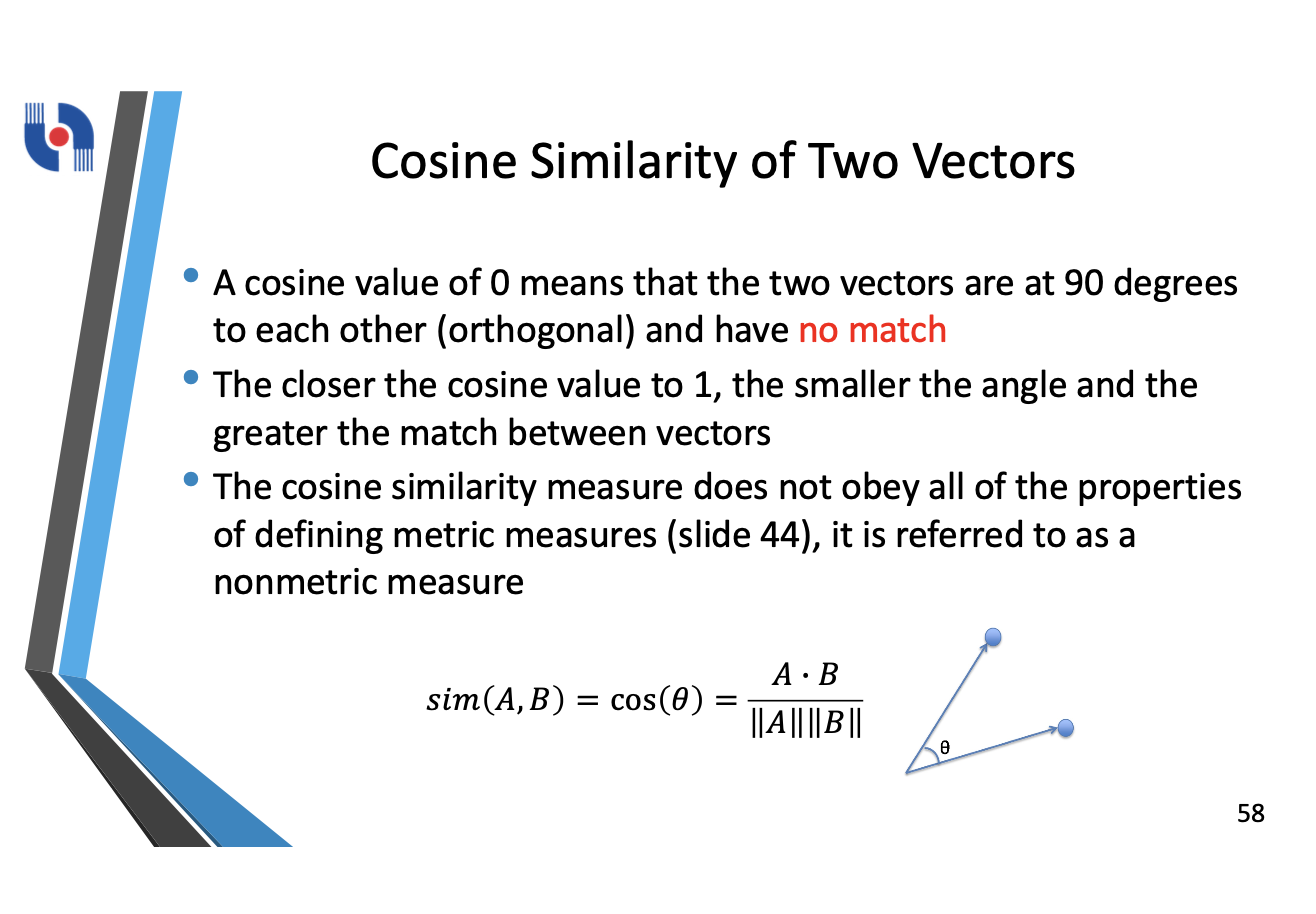 Cosine Similarity of Two Vectors
• A cosine value of 0 means that the two vectors are at 90 degrees
to each other (orthogonal) and have no match
• The closer the cosine value to 1, the smaller the angle and the
greater the match between vectors
• The cosine similarity measure does not obey all of the properties
of defining metric measures (slide 44), it is referred to as a
nonmetric measure
sim(A, B) = cos(θ) = A · B / ‖A‖‖B‖
θ
58